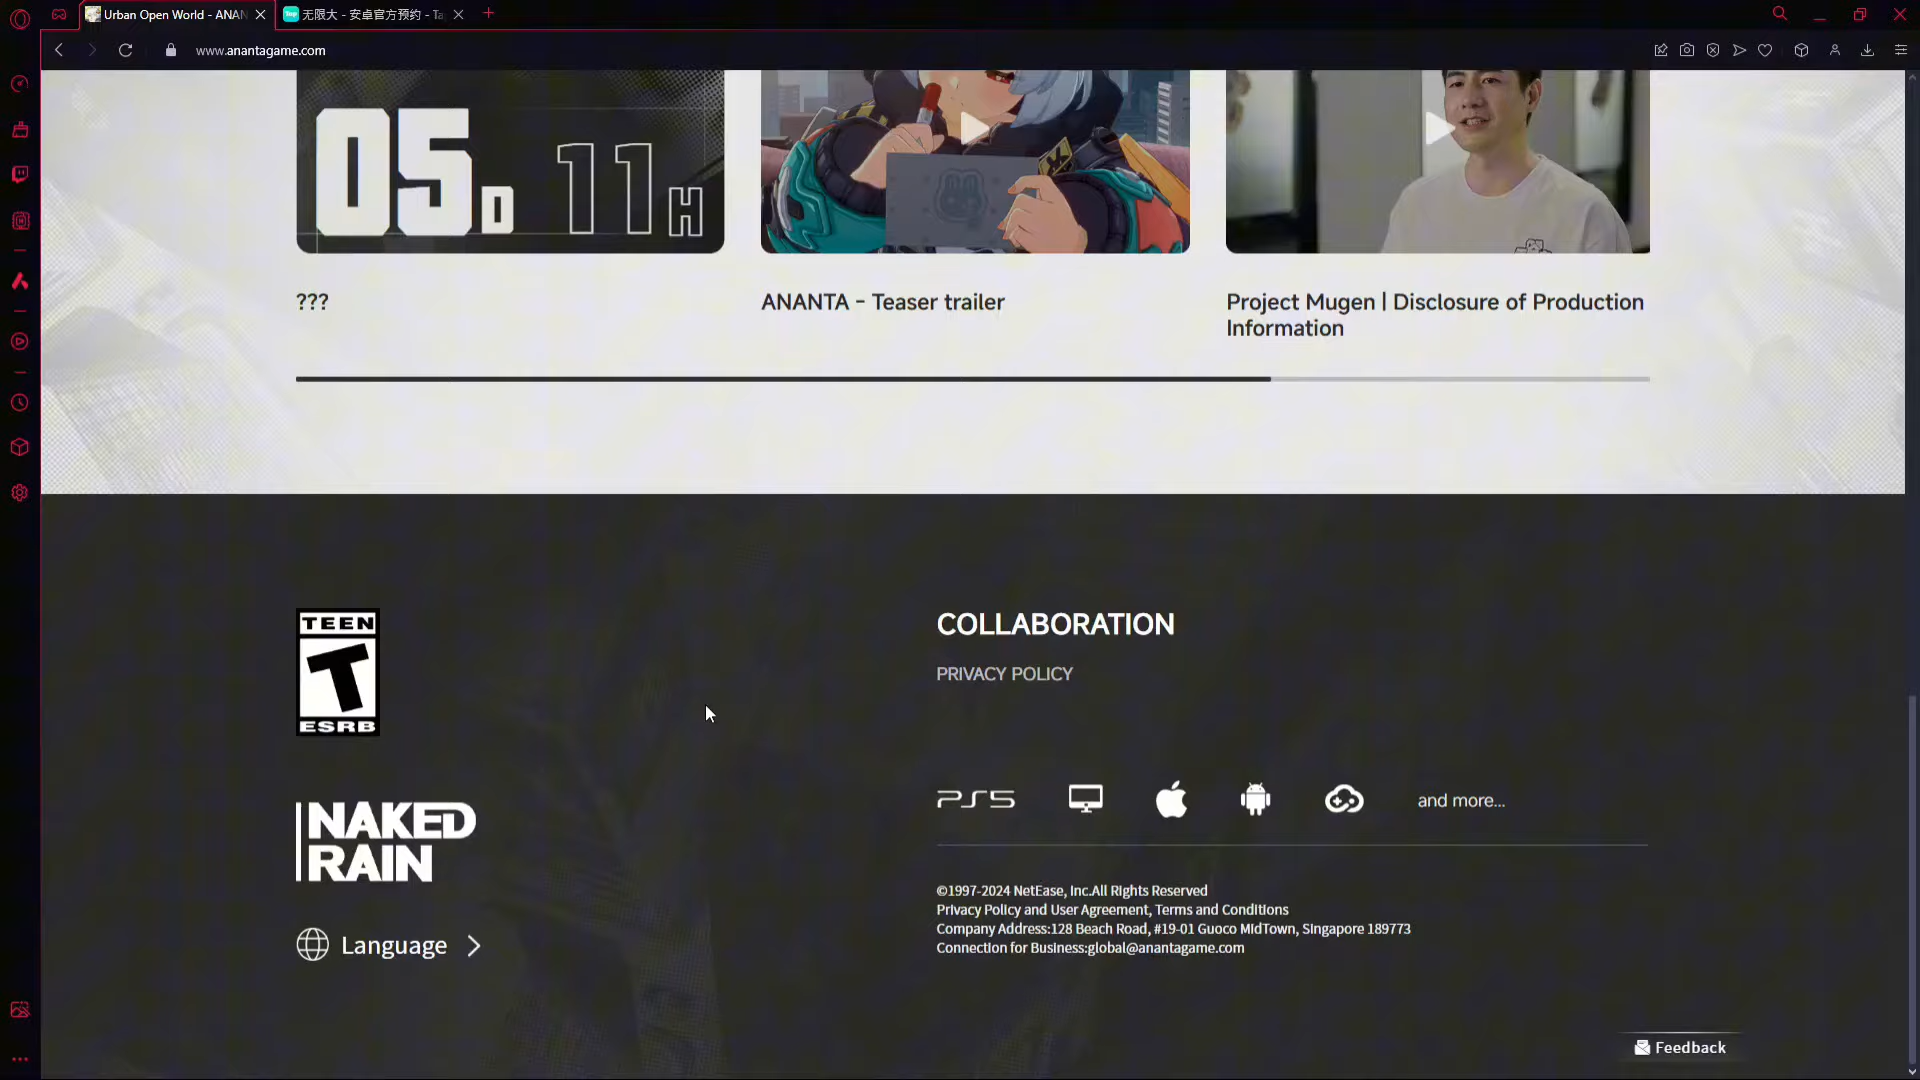 Urban Open World - ANAN
无限大 - 安卓官方预约 - Ta
www.anantagame.com
05D 11H
???
ANANTA - Teaser trailer
Project Mugen | Disclosure of Production
Information
TEEN
T
ESRB
COLLABORATION
PRIVACY POLICY
PS5
and more...
NAKED
RAIN
©1997-2024 NetEase, Inc.All Rights Reserved
Privacy Policy and User Agreement, Terms and Conditions
Company Address:128 Beach Road, #19-01 Guoco MidTown, Singapore 189773
Connection for Business:global@anantagame.com
Language
Feedback